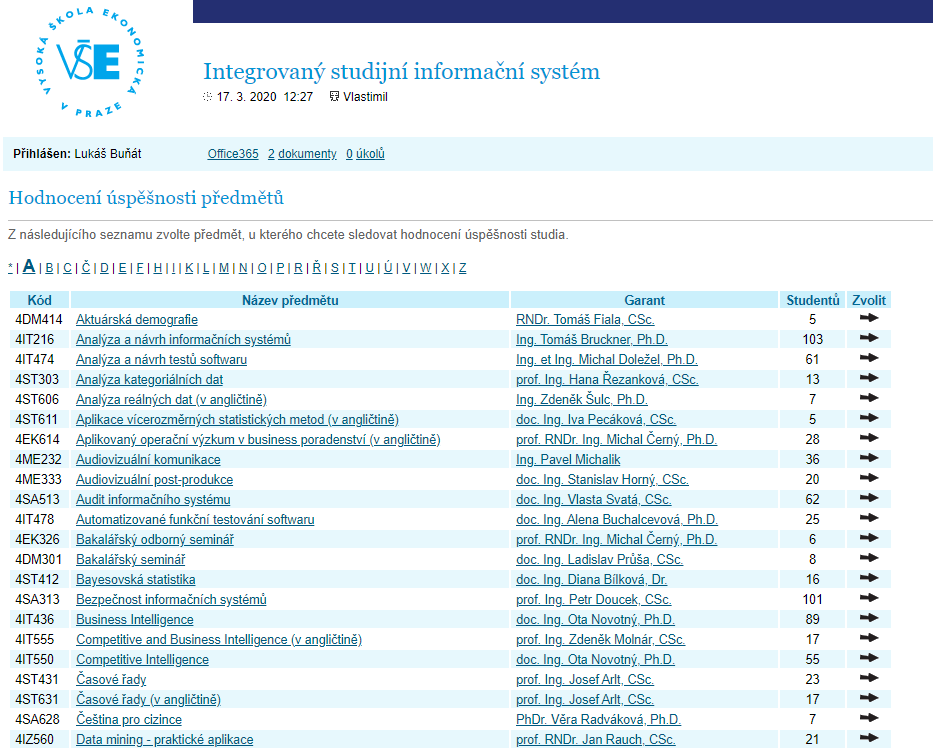 VYSOKÁ ŠKOLA EKONOMICKÁ V PRAZE
VŠE
Integrovaný studijní informační systém
17. 3. 2020 12:27 Vlastimil
Přihlášen: Lukáš Buňát Office365 2 dokumenty 0 úkolů
Hodnocení úspěšnosti předmětů
Z následujícího seznamu zvolte předmět, u kterého chcete sledovat hodnocení úspěšnosti studia.
* | A | B | C | Č | D | E | F | H | I | K | L | M | N | O | P | R | Ř | S | T | U | Ú | V | W | X | Z
Kód Název předmětu Garant Studentů Zvolit
4DM414 Aktuárská demografie RNDr. Tomáš Fiala, CSc. 5
4IT216 Analýza a návrh informačních systémů Ing. Tomáš Bruckner, Ph.D. 103
4IT474 Analýza a návrh testů softwaru Ing. et Ing. Michal Doležel, Ph.D. 61
4ST303 Analýza kategoriálních dat prof. Ing. Hana Řezanková, CSc. 13
4ST606 Analýza reálných dat (v angličtině) Ing. Zdeněk Šulc, Ph.D. 7
4ST611 Aplikace vícerozměrných statistických metod (v angličtině) doc. Ing. Iva Pecáková, CSc. 5
4EK614 Aplikovaný operační výzkum v business poradenství (v angličtině) prof. RNDr. Ing. Michal Černý, Ph.D. 28
4ME232 Audiovizuální komunikace Ing. Pavel Michalik 36
4ME333 Audiovizuální post-produkce doc. Ing. Stanislav Horný, CSc. 20
4SA513 Audit informačního systému doc. Ing. Vlasta Svatá, CSc. 62
4IT478 Automatizované funkční testování softwaru doc. Ing. Alena Buchalcevová, Ph.D. 25
4EK326 Bakalářský odborný seminář prof. RNDr. Ing. Michal Černý, Ph.D. 6
4DM301 Bakalářský seminář doc. Ing. Ladislav Průša, CSc. 8
4ST412 Bayesovská statistika doc. Ing. Diana Bílková, Dr. 16
4SA313 Bezpečnost informačních systémů prof. Ing. Petr Doucek, CSc. 101
4IT436 Business Intelligence doc. Ing. Ota Novotný, Ph.D. 89
4IT555 Competitive and Business Intelligence (v angličtině) prof. Ing. Zdeněk Molnár, CSc. 17
4IT550 Competitive Intelligence doc. Ing. Ota Novotný, Ph.D. 55
4ST431 Časové řady prof. Ing. Josef Arlt, CSc. 23
4ST631 Časové řady (v angličtině) prof. Ing. Josef Arlt, CSc. 17
4SA628 Čeština pro cizince PhDr. Věra Radváková, Ph.D. 7
4IZ560 Data mining - praktické aplikace prof. RNDr. Jan Rauch, CSc. 21